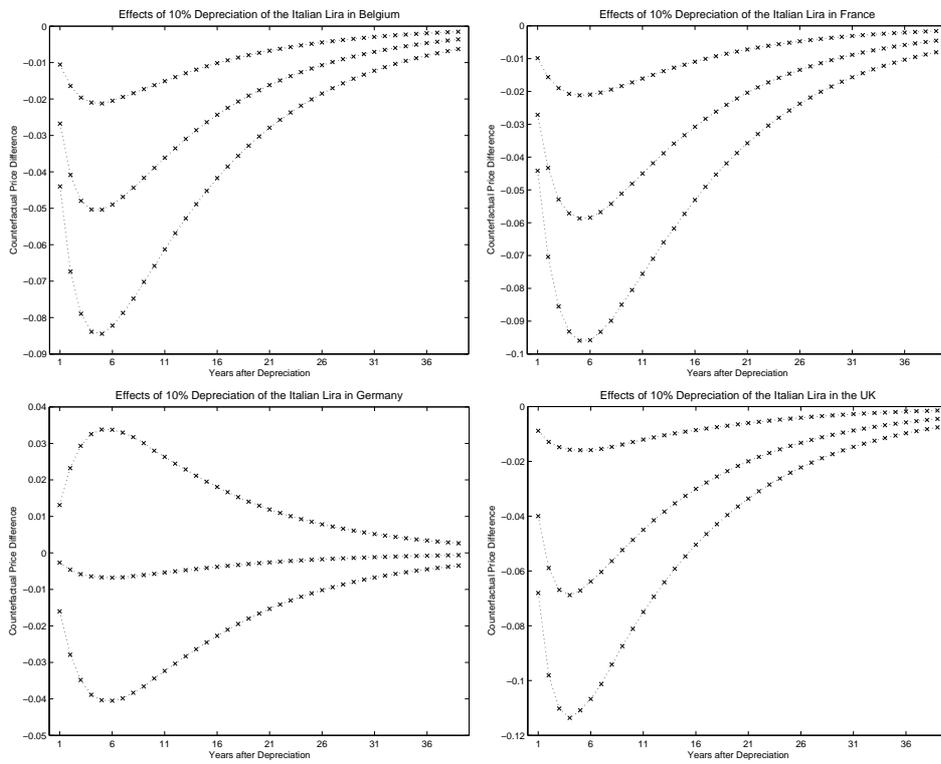 Effects of 10% Depreciation of the Italian Lira in Belgium
0
−0.01
−0.02
−0.03
−0.04
−0.05
−0.06
−0.07
−0.08
−0.09
Counterfactual Price Difference
1 6 11 16 21 26 31 36
Years after Depreciation
Effects of 10% Depreciation of the Italian Lira in France
0
−0.01
−0.02
−0.03
−0.04
−0.05
−0.06
−0.07
−0.08
−0.09
−0.1
Counterfactual Price Difference
1 6 11 16 21 26 31 36
Years after Depreciation
Effects of 10% Depreciation of the Italian Lira in Germany
0.04
0.03
0.02
0.01
0
−0.01
−0.02
−0.03
−0.04
−0.05
Counterfactual Price Difference
1 6 11 16 21 26 31 36
Years after Depreciation
Effects of 10% Depreciation of the Italian Lira in the UK
0
−0.02
−0.04
−0.06
−0.08
−0.1
−0.12
Counterfactual Price Difference
1 6 11 16 21 26 31 36
Years after Depreciation